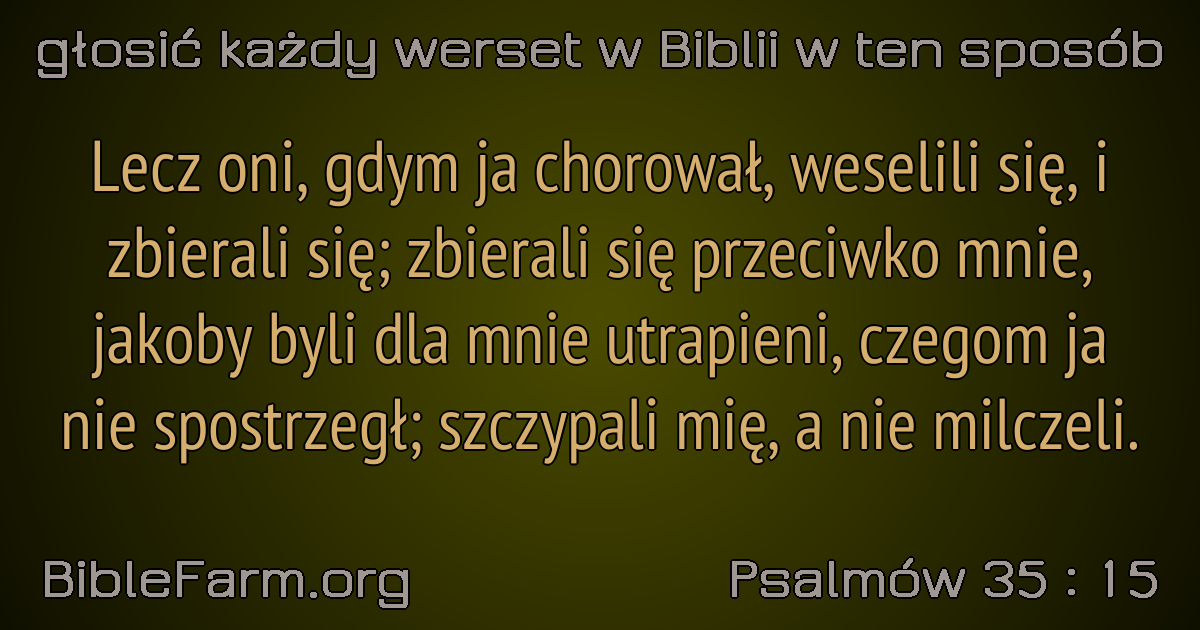 głosić każdy werset w Biblii w ten sposób
Lecz oni, gdym ja chorował, weselili się, i
zbierali się; zbierali się przeciwko mnie,
jakoby byli dla mnie utrapieni, czegom ja
nie spostrzegł; szczypali mię, a nie milczeli.
BibleFarm.org
Psalmów 35 : 15